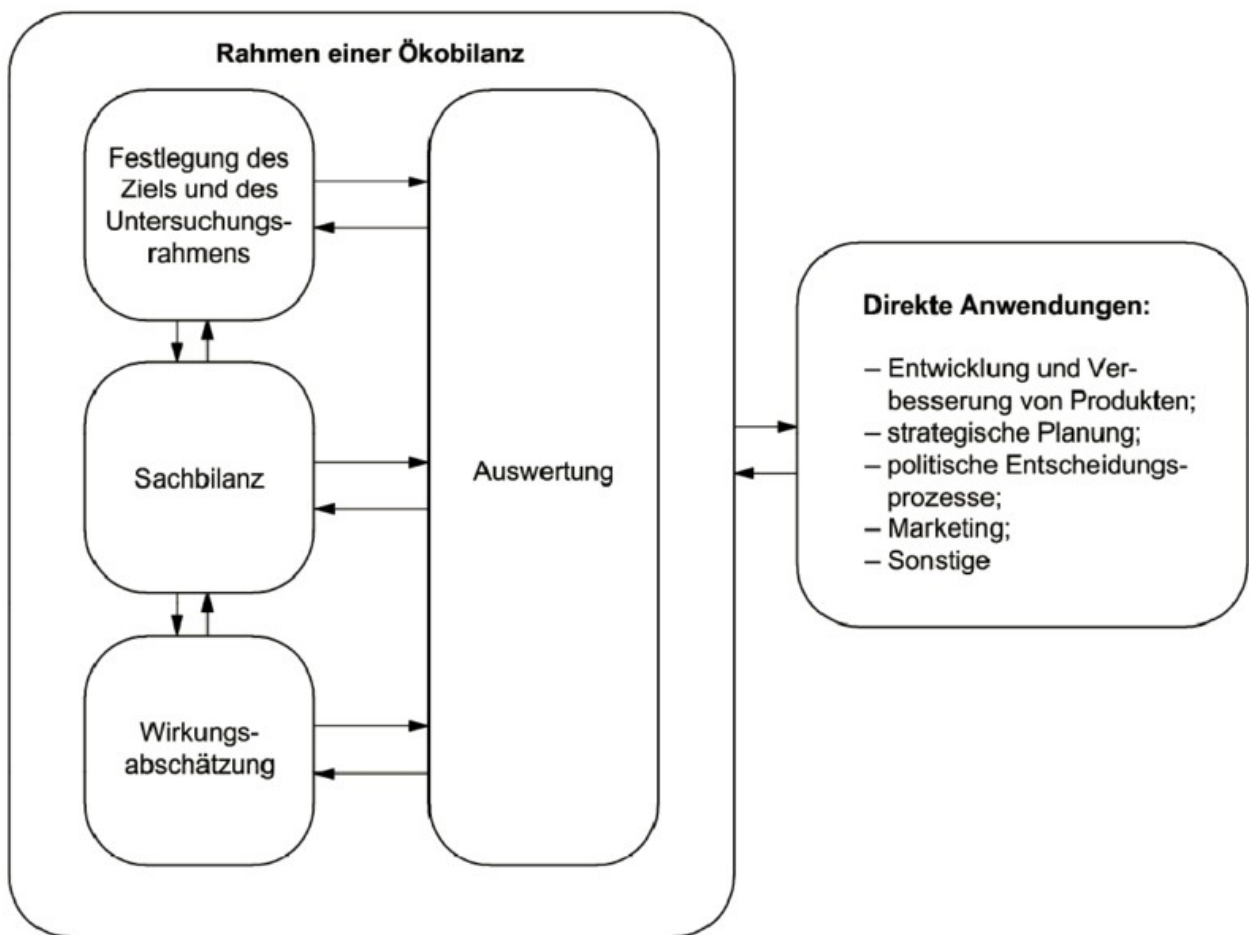 Rahmen einer Ökobilanz
Festlegung des
Ziels und des
Untersuchungs-
rahmens
Sachbilanz
Wirkungs-
abschätzung
Auswertung
Direkte Anwendungen:
– Entwicklung und Ver-
besserung von Produkten;
– strategische Planung;
– politische Entscheidungs-
prozesse;
– Marketing;
– Sonstige